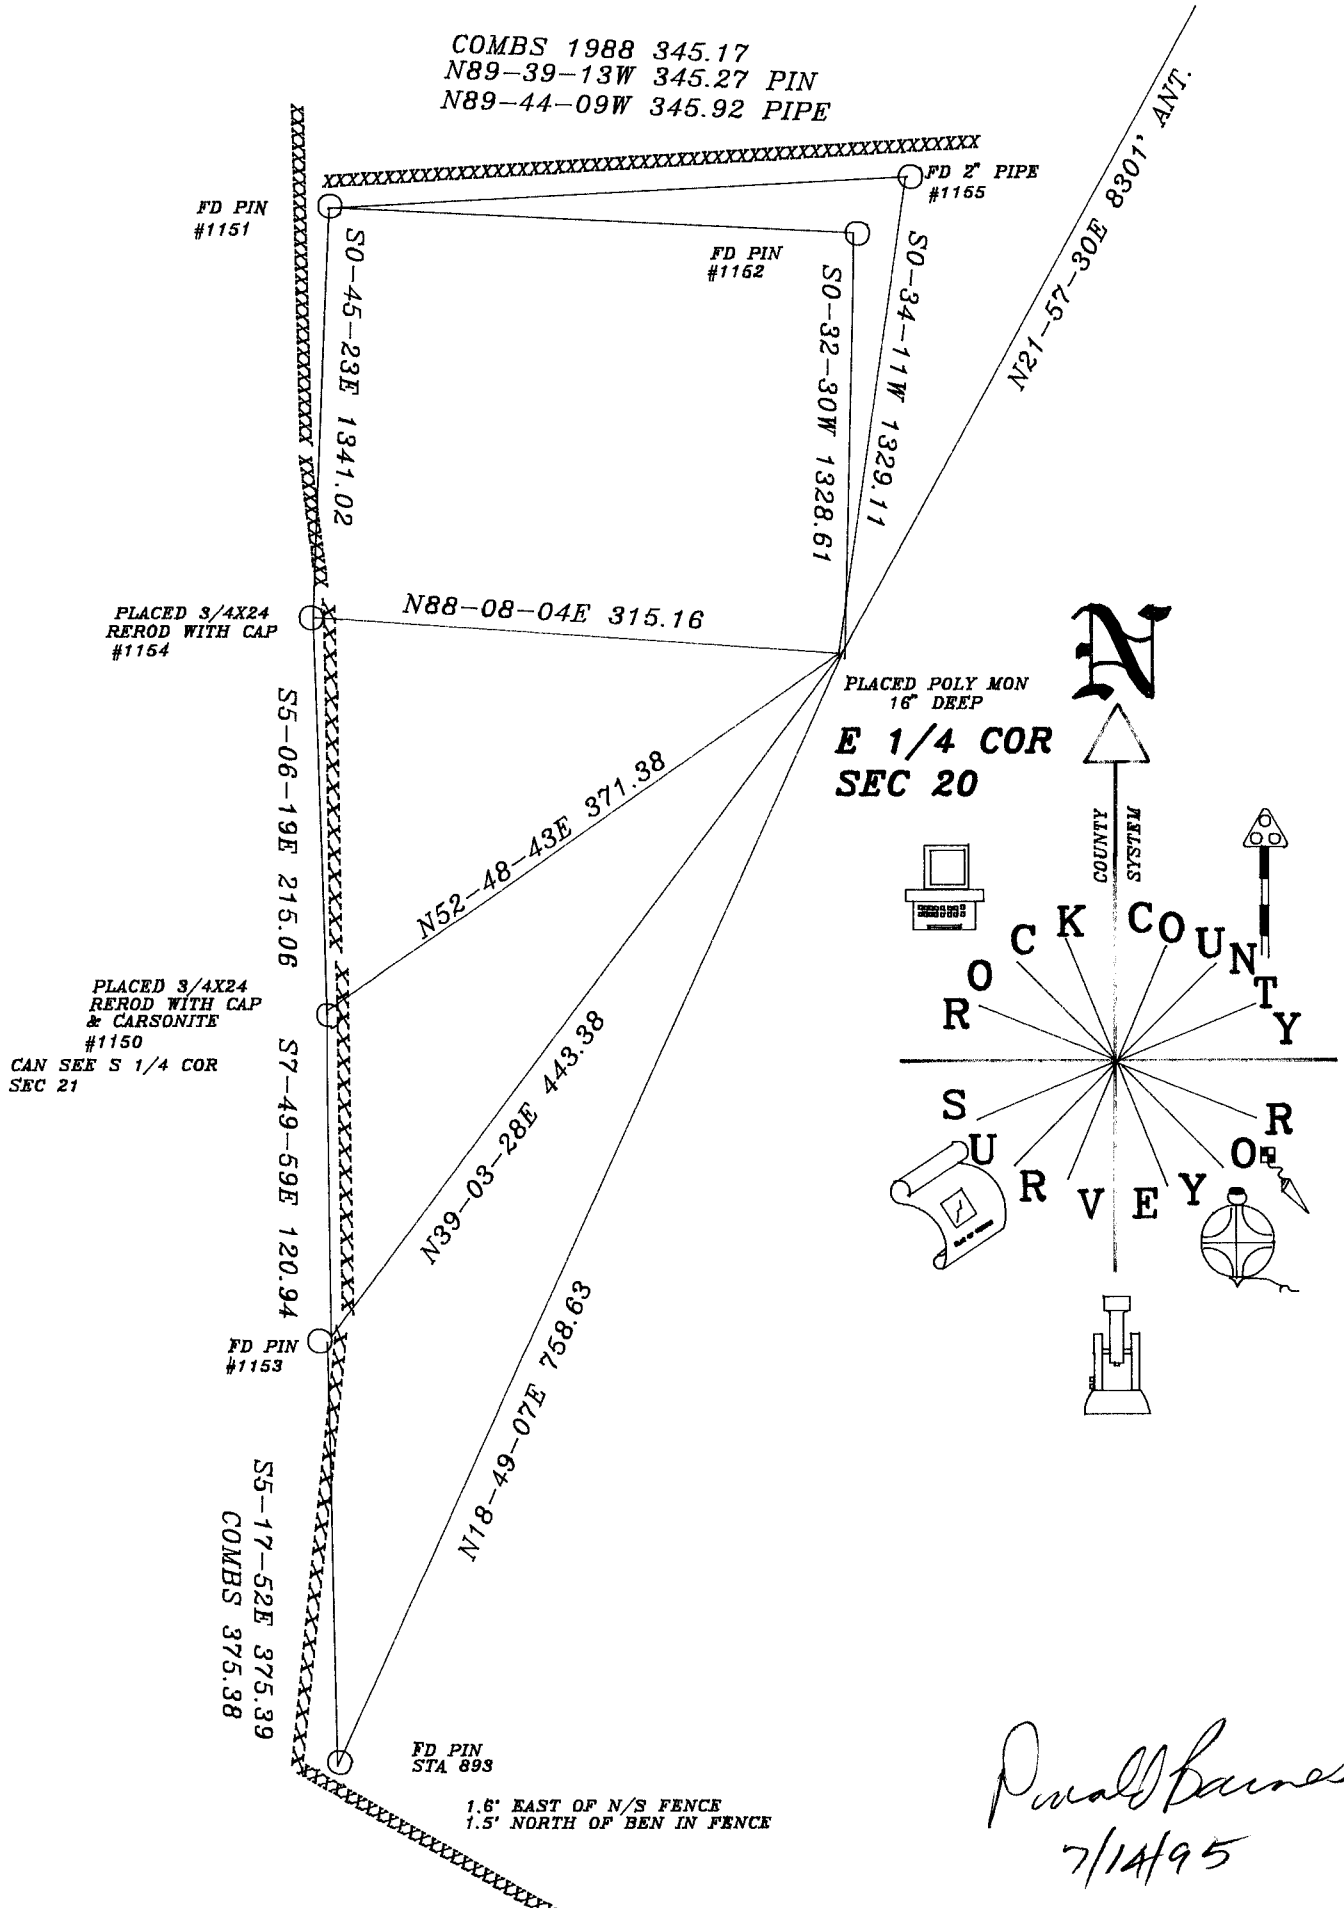 COMBS 1988 345.17
N89-39-13W 345.27 PIN
N89-44-09W 345.92 PIPE
N21-57-30E 8301' ANT.
FD 2" PIPE
#1155
FD PIN
#1151
FD PIN
#1152
S0-45-23E 1341.02
S0-32-30W 1328.61
S0-34-11W 1329.11
N88-08-04E 315.16
PLACED 3/4X24
REROD WITH CAP
#1154
PLACED POLY MON
16" DEEP
E 1/4 COR
SEC 20
N
COUNTY
SYSTEM
ROCK COUNTY
SURVEYOR
S5-06-19E 215.06
N52-48-43E 371.38
PLACED 3/4X24
REROD WITH CAP
& CARSONITE
#1150
CAN SEE S 1/4 COR
SEC 21
S7-49-59E 120.94
N39-03-28E 443.38
FD PIN
#1153
N18-49-07E 758.63
S5-17-52E 375.39
COMBS 375.38
FD PIN
STA 893
1.6' EAST OF N/S FENCE
1.5' NORTH OF BEN IN FENCE
7/14/95